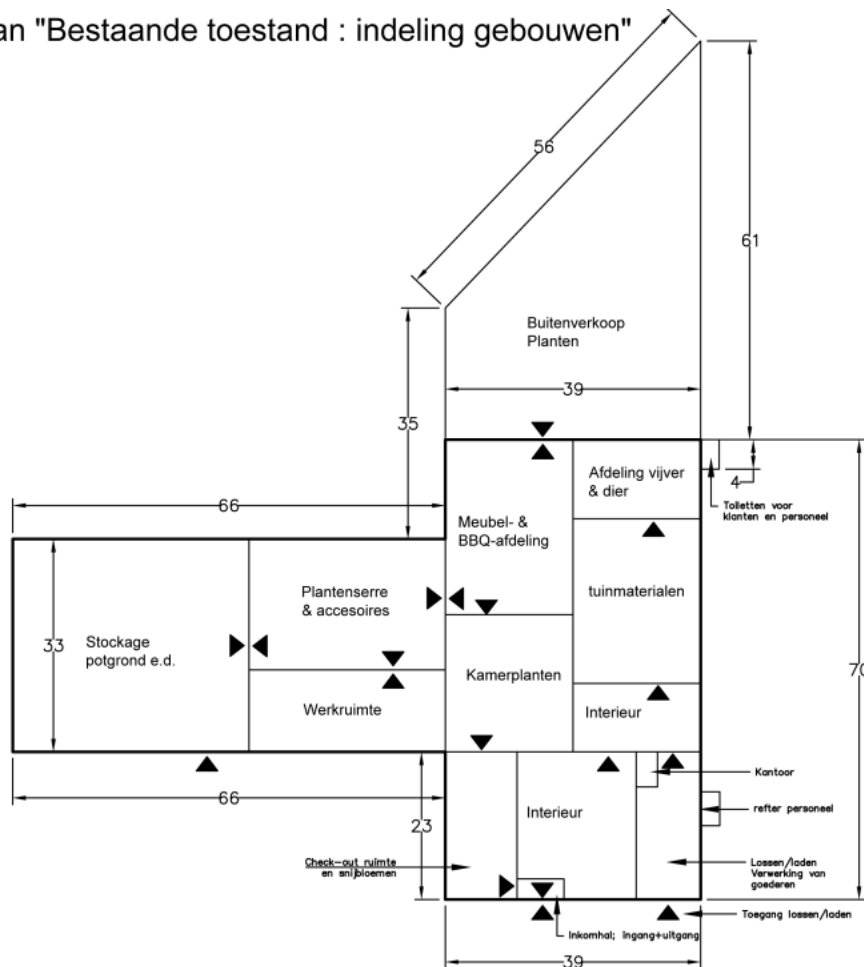 an "Bestaande toestand : indeling gebouwen"
56
61
Buitenverkoop
Planten
39
35
66
Meubel- &
BBQ-afdeling
Afdeling vijver
& dier
4
Toiletten voor
klanten en personeel
Plantenserre
& accesoires
tuinmaterialen
33
Stockage
potgrond e.d.
70
Kamerplanten
Werkruimte
Interieur
66
23
Interieur
Kantoor
refter personeel
Check-out ruimte
en snijbloemen
Lossen/laden
Verwerking van
goederen
Toegang lossen/laden
Inkomhal; ingang+uitgang
39